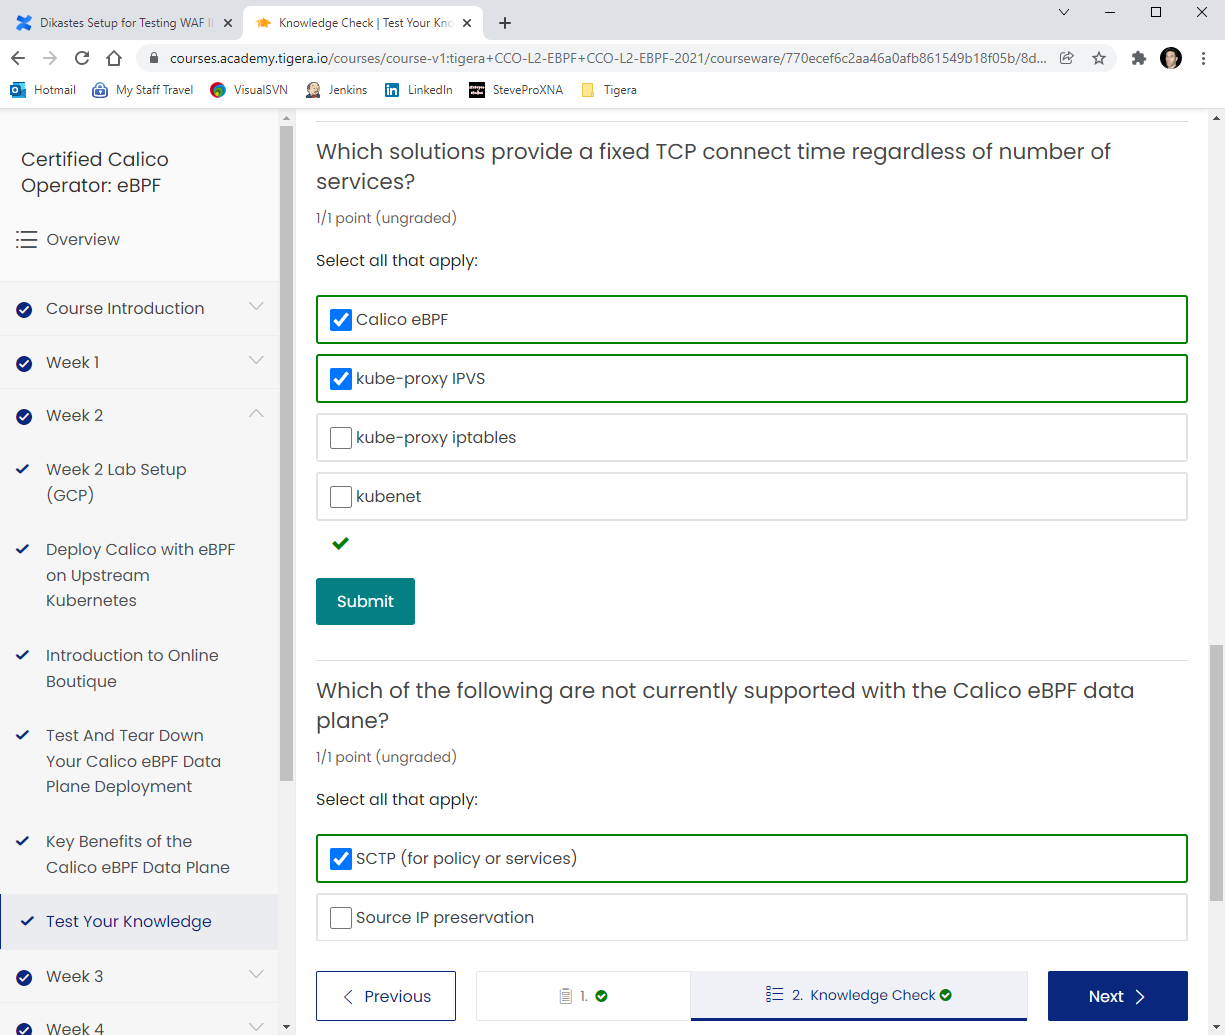 Dikastes Setup for Testing WAF I
Knowledge Check | Test Your Kno
courses.academy.tigera.io/courses/course-v1:tigera+CCO-L2-EBPF+CCO-L2-EBPF-2021/courseware/770ecef6c2aa46a0afb861549b18f05b/8d...
Hotmail
My Staff Travel
VisualSVN
Jenkins
LinkedIn
SteveProXNA
Tigera
Certified Calico
Operator: eBPF
Overview
Course Introduction
Week 1
Week 2
Week 2 Lab Setup
(GCP)
Deploy Calico with eBPF
on Upstream
Kubernetes
Introduction to Online
Boutique
Test And Tear Down
Your Calico eBPF Data
Plane Deployment
Key Benefits of the
Calico eBPF Data Plane
Test Your Knowledge
Week 3
Week 4
Which solutions provide a fixed TCP connect time regardless of number of
services?
1/1 point (ungraded)
Select all that apply:
Calico eBPF
kube-proxy IPVS
kube-proxy iptables
kubenet
Submit
Which of the following are not currently supported with the Calico eBPF data
plane?
1/1 point (ungraded)
Select all that apply:
SCTP (for policy or services)
Source IP preservation
Previous
1.
2. Knowledge Check
Next